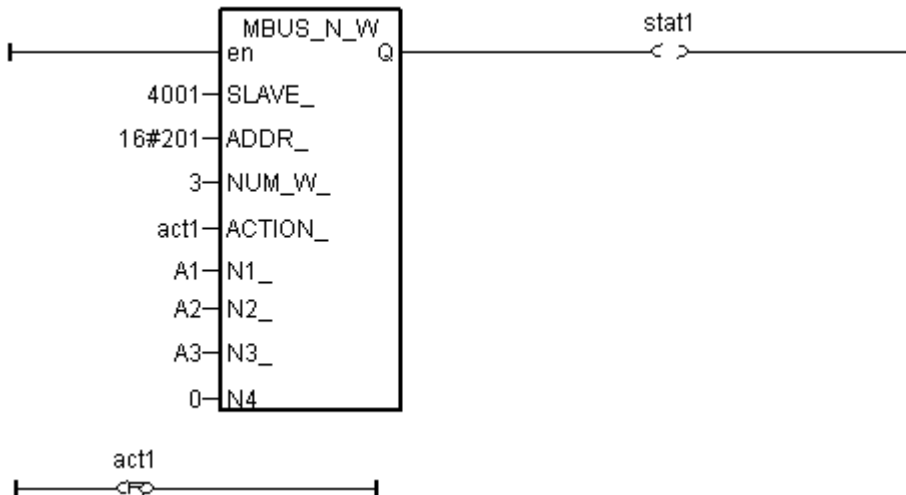 MBUS_N_W
stat1
en Q
4001 SLAVE_
16#201 ADDR_
3 NUM_W_
act1 ACTION_
A1 N1_
A2 N2_
A3 N3_
0 N4
act1
R